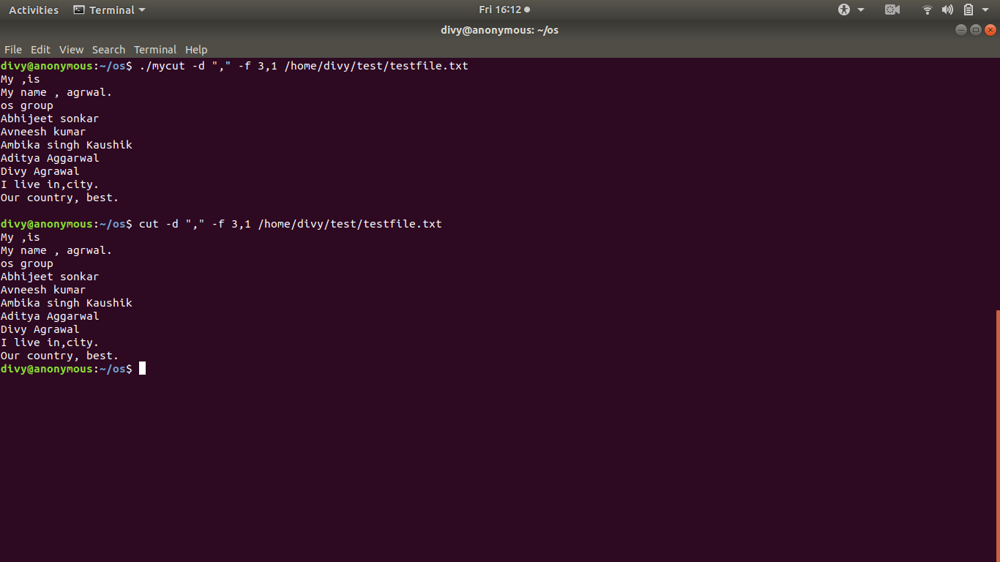 Activities Terminal Fri 16:12
divy@anonymous: ~/os
File Edit View Search Terminal Help
divy@anonymous:~/os$ ./mycut -d "," -f 3,1 /home/divy/test/testfile.txt
My ,is
My name , agrwal.
os group
Abhijeet sonkar
Avneesh kumar
Ambika singh Kaushik
Aditya Aggarwal
Divy Agrawal
I live in,city.
Our country, best.
divy@anonymous:~/os$ cut -d "," -f 3,1 /home/divy/test/testfile.txt
My ,is
My name , agrwal.
os group
Abhijeet sonkar
Avneesh kumar
Ambika singh Kaushik
Aditya Aggarwal
Divy Agrawal
I live in,city.
Our country, best.
divy@anonymous:~/os$